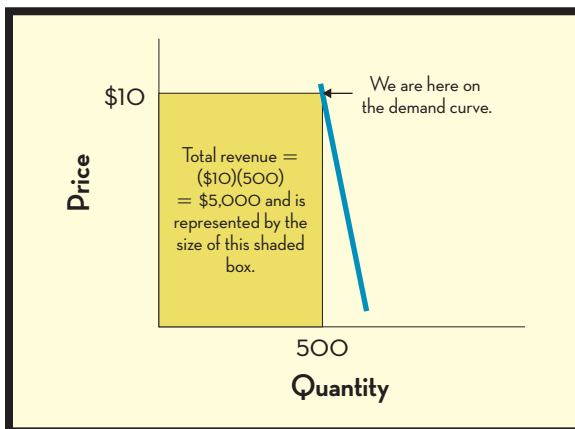 $10
We are here on
the demand curve.
Total revenue =
($10)(500)
= $5,000 and is
represented by the
size of this shaded
box.
Price
500
Quantity